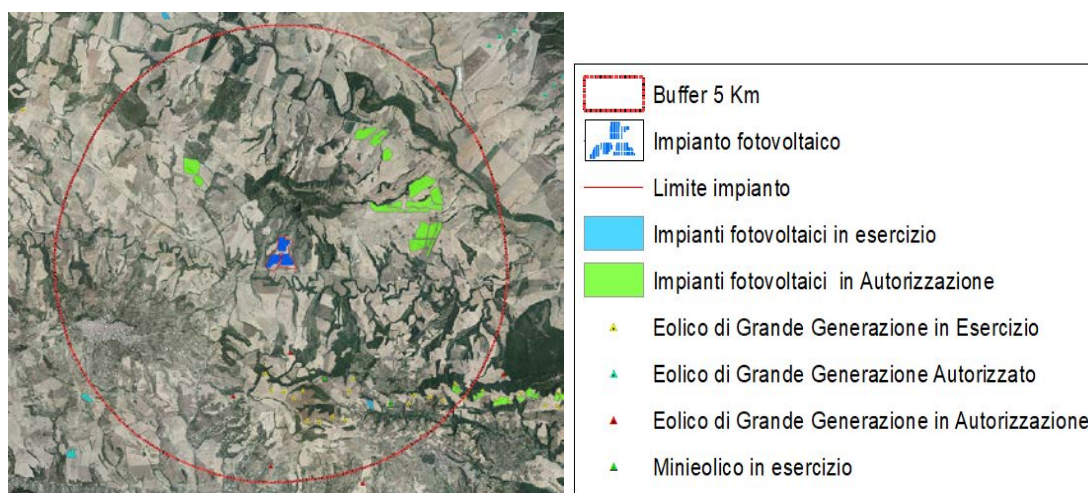 Buffer 5 Km
Impianto fotovoltaico
Limite impianto
Impianti fotovoltaici in esercizio
Impianti fotovoltaici in Autorizzazione
Eolico di Grande Generazione in Esercizio
Eolico di Grande Generazione Autorizzato
Eolico di Grande Generazione in Autorizzazione
Minieolico in esercizio